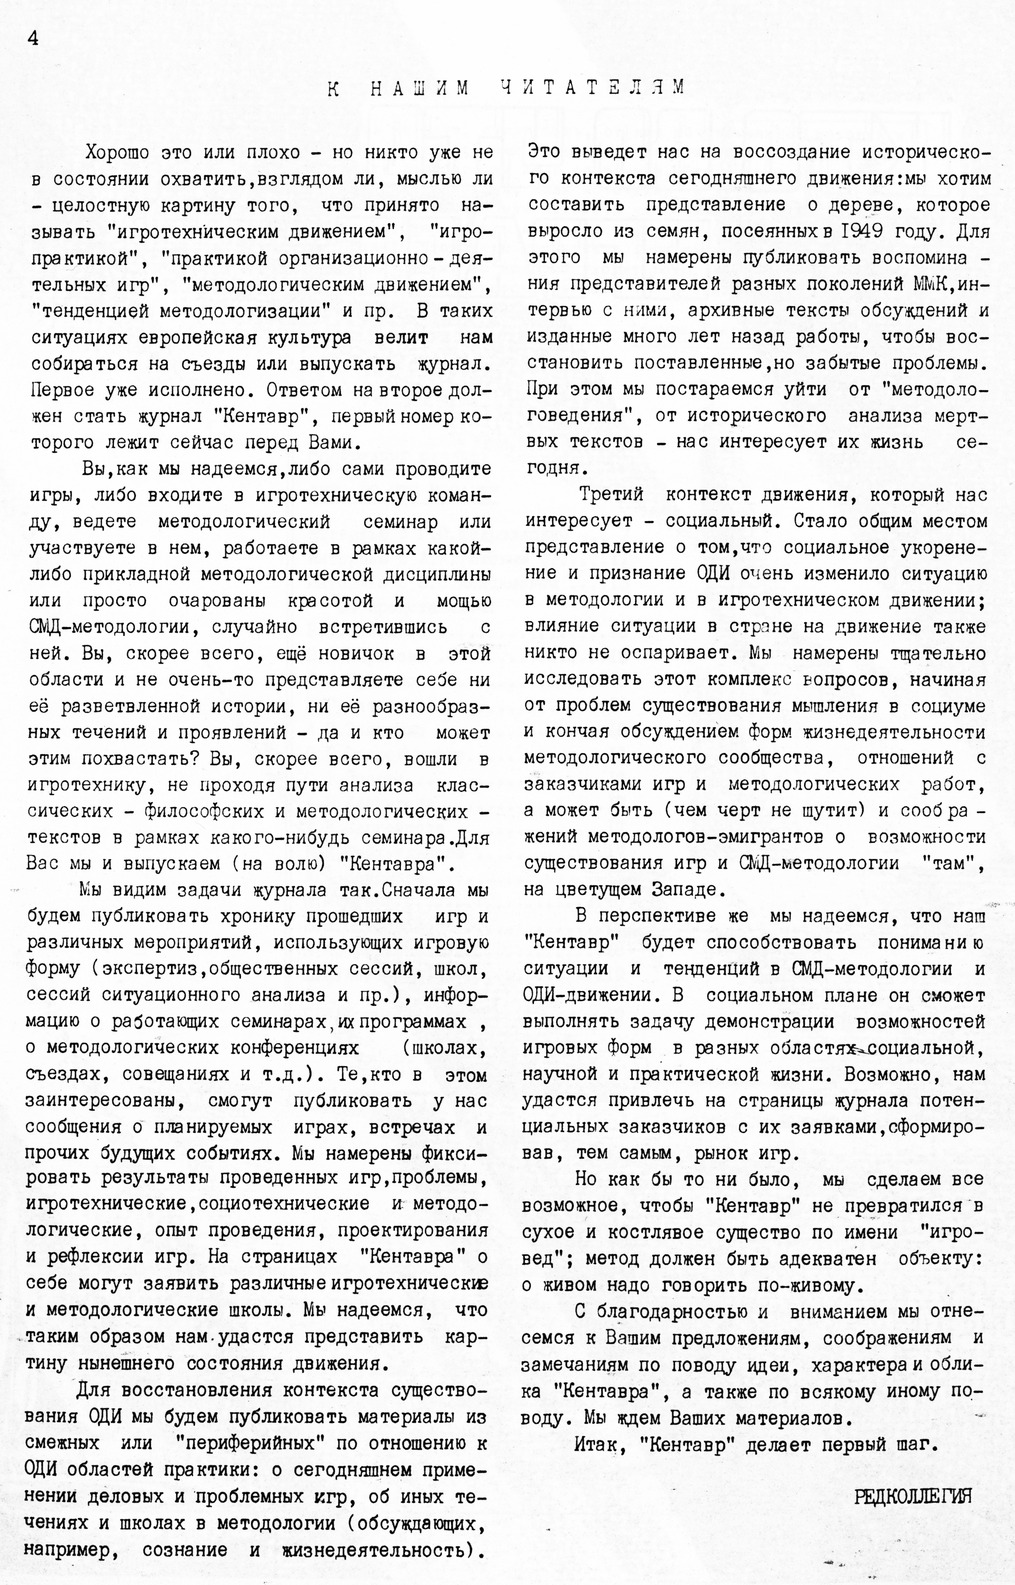 4
К НАШИМ ЧИТАТЕЛЯМ
Хорошо это или плохо - но никто уже не
в состоянии охватить,взглядом ли, мыслью ли
- целостную картину того, что принято на-
зывать "игротехническим движением", "игро-
практикой", "практикой организационно-дея-
тельных игр", "методологическим движением",
"тенденцией методологизации" и пр. В таких
ситуациях европейская культура велит нам
собираться на съезды или выпускать журнал.
Первое уже исполнено. Ответом на второе дол-
жен стать журнал "Кентавр", первый номер ко-
торого лежит сейчас перед Вами.
Вы,как мы надеемся,либо сами проводите
игры, либо входите в игротехническую коман-
ду, ведете методологический семинар или
участвуете в нем, работаете в рамках какой-
либо прикладной методологической дисциплины
или просто очарованы красотой и мощью
СМД-методологии, случайно встретившись с
ней. Вы, скорее всего, ещё новичок в этой
области и не очень-то представляете себе ни
её разветвленной истории, ни её разнообраз-
ных течений и проявлений - да и кто может
этим похвастать? Вы, скорее всего, вошли в
игротехнику, не проходя пути анализа клас-
сических - философских и методологических -
текстов в рамках какого-нибудь семинара.Для
Вас мы и выпускаем (на волю) "Кентавра".
Мы видим задачи журнала так.Сначала мы
будем публиковать хронику прошедших игр и
различных мероприятий, использующих игровую
форму (экспертиз,общественных сессий, школ,
сессий ситуационного анализа и пр.), инфор-
мацию о работающих семинарах,их программах ,
о методологических конференциях (школах,
съездах, совещаниях и т.д.). Те,кто в этом
заинтересованы, смогут публиковать у нас
сообщения о планируемых играх, встречах и
прочих будущих событиях. Мы намерены фикси-
ровать результаты проведенных игр,проблемы,
игротехнические,социотехнические и методо-
логические, опыт проведения, проектирования
и рефлексии игр. На страницах "Кентавра" о
себе могут заявить различные игротехнические
и методологические школы. Мы надеемся, что
таким образом нам удастся представить кар-
тину нынешнего состояния движения.
Для восстановления контекста существо-
вания ОДИ мы будем публиковать материалы из
смежных или "периферийных" по отношению к
ОДИ областей практики: о сегодняшнем приме-
нении деловых и проблемных игр, об иных те-
чениях и школах в методологии (обсуждающих,
например, сознание и жизнедеятельность).
Это выведет нас на воссоздание историческо-
го контекста сегодняшнего движения:мы хотим
составить представление о дереве, которое
выросло из семян, посеянных в 1949 году. Для
этого мы намерены публиковать воспомина -
ния представителей разных поколений ММК,ин-
тервью с ними, архивные тексты обсуждений и
изданные много лет назад работы, чтобы вос-
становить поставленные,но забытые проблемы.
При этом мы постараемся уйти от "методоло-
говедения", от исторического анализа мерт-
вых текстов - нас интересует их жизнь се-
годня.
Третий контекст движения, который нас
интересует - социальный. Стало общим местом
представление о том,что социальное укорене-
ние и признание ОДИ очень изменило ситуацию
в методологии и в игротехническом движении;
влияние ситуации в стране на движение также
никто не оспаривает. Мы намерены тщательно
исследовать этот комплекс вопросов, начиная
от проблем существования мышления в социуме
и кончая обсуждением форм жизнедеятельности
методологического сообщества, отношений с
заказчиками игр и методологических работ,
а может быть (чем черт не шутит) и сообра -
жений методологов-эмигрантов о возможности
существования игр и СМД-методологии "там",
на цветущем Западе.
В перспективе же мы надеемся, что наш
"Кентавр" будет способствовать пониманию
ситуации и тенденций в СМД-методологии и
ОДИ-движении. В социальном плане он сможет
выполнять задачу демонстрации возможностей
игровых форм в разных областях социальной,
научной и практической жизни. Возможно, нам
удастся привлечь на страницы журнала потен-
циальных заказчиков с их заявками,сформиро-
вав, тем самым, рынок игр.
Но как бы то ни было, мы сделаем все
возможное, чтобы "Кентавр" не превратился в
сухое и костлявое существо по имени "игро-
вед"; метод должен быть адекватен объекту:
о живом надо говорить по-живому.
С благодарностью и вниманием мы отне-
семся к Вашим предложениям, соображениям и
замечаниям по поводу идеи, характера и обли-
ка "Кентавра", а также по всякому иному по-
воду. Мы ждем Ваших материалов.
Итак, "Кентавр" делает первый шаг.
РЕДКОЛЛЕГИЯ